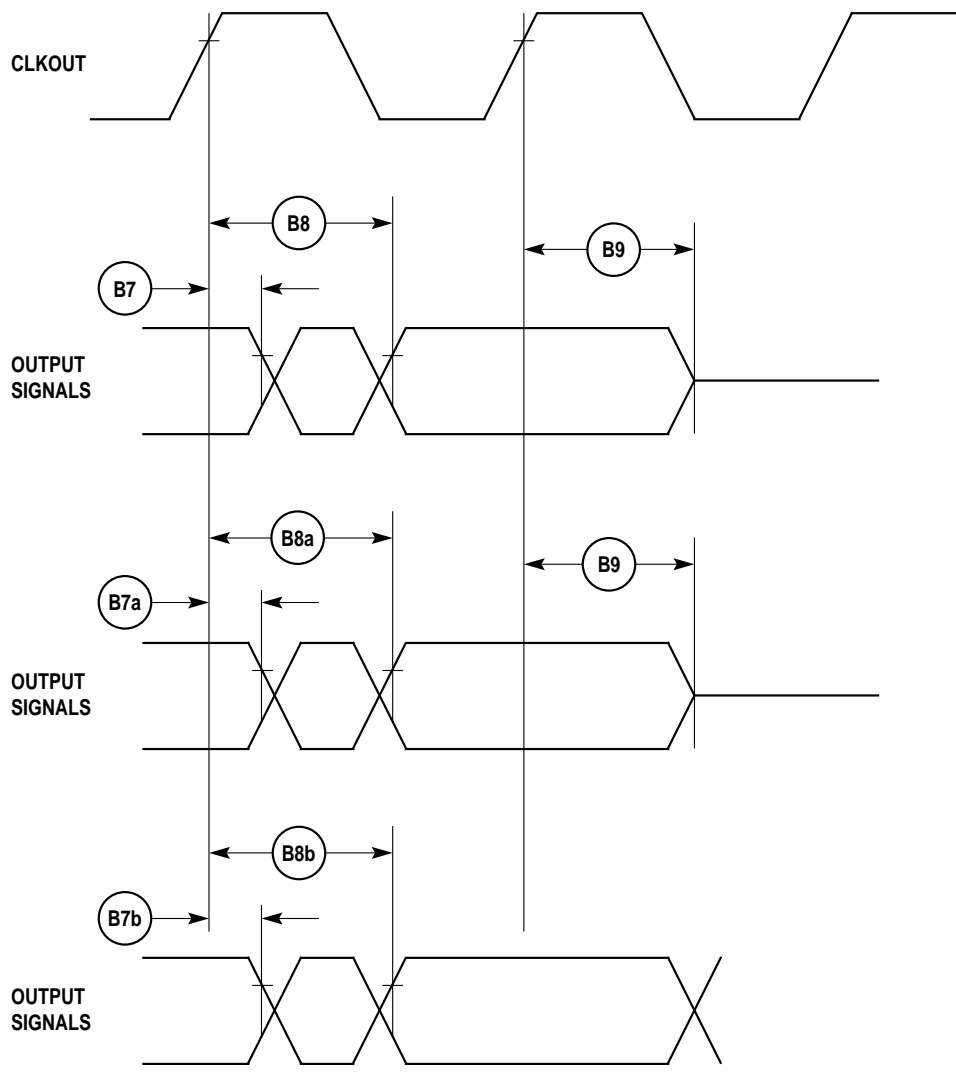 CLKOUT
B8
B9
B7
OUTPUT
SIGNALS
B8a
B9
B7a
OUTPUT
SIGNALS
B8b
B7b
OUTPUT
SIGNALS